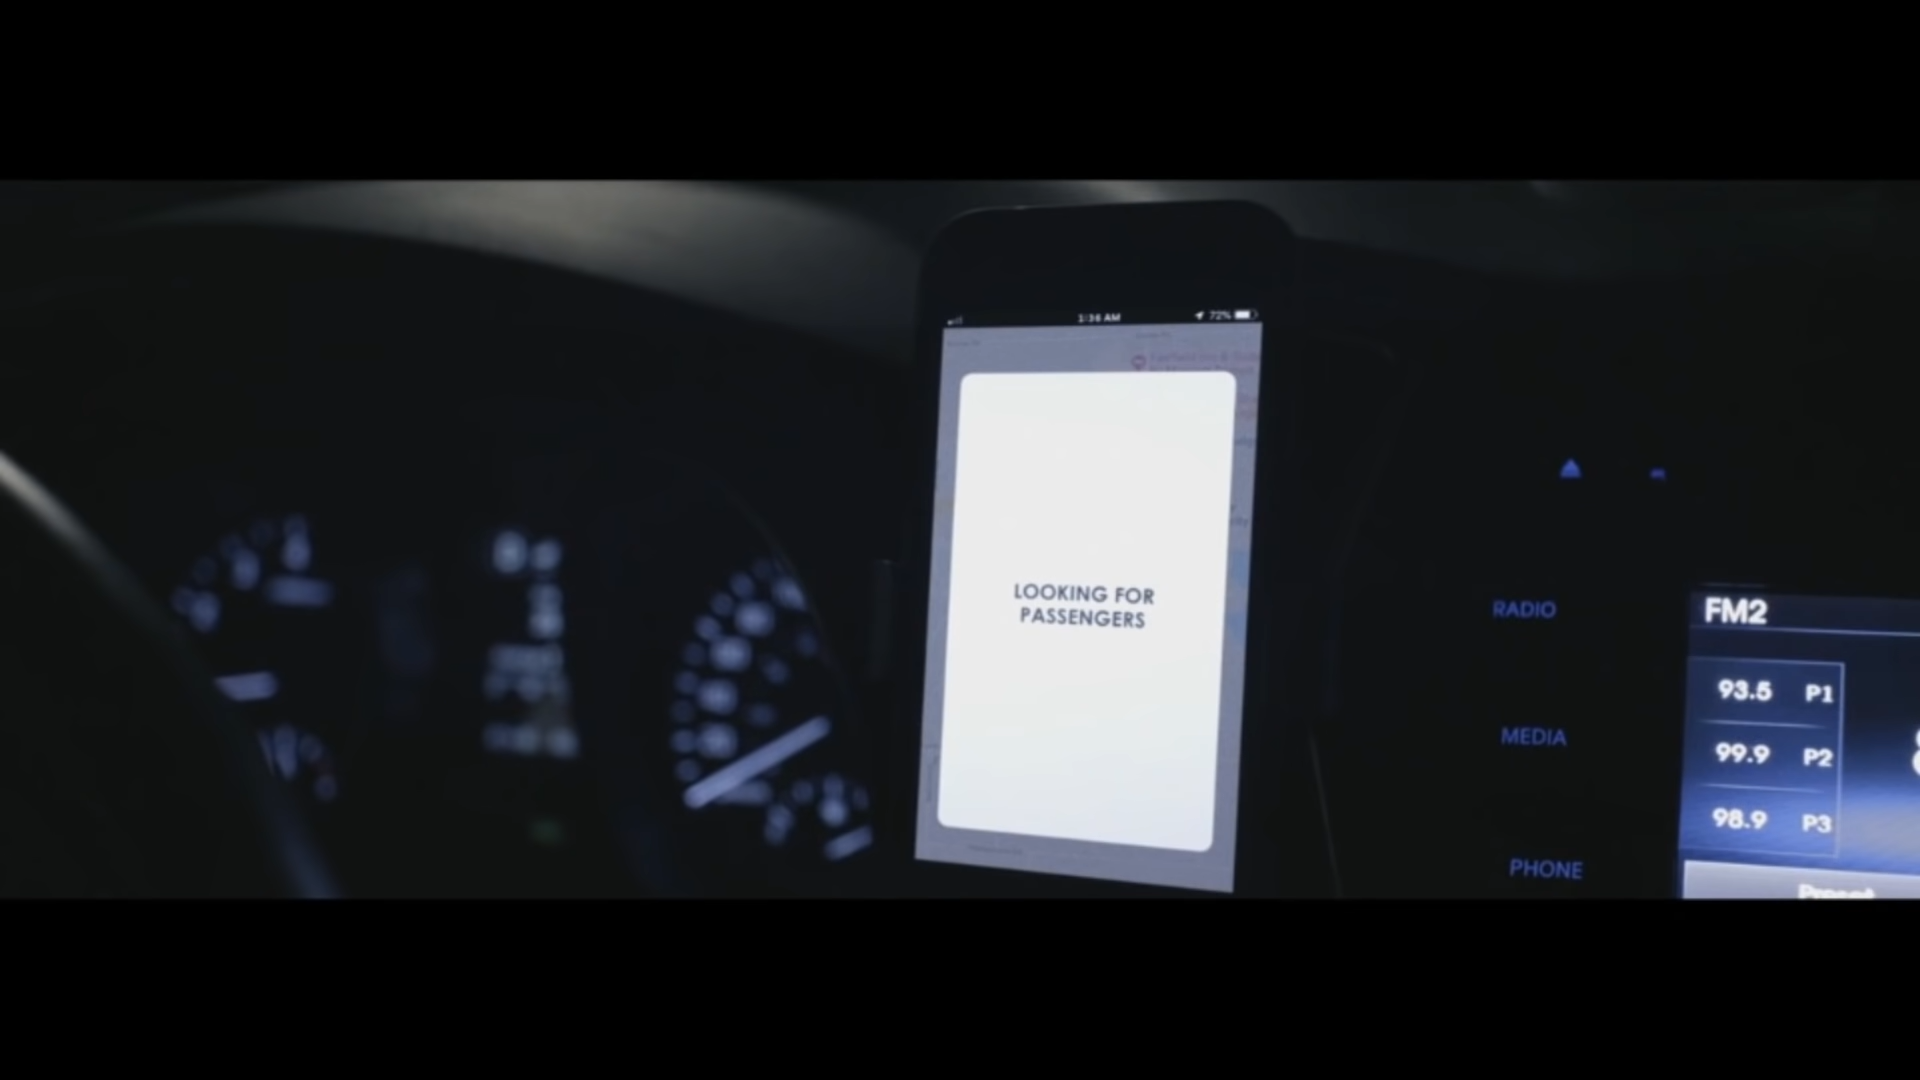 1:36 AM
72%
LOOKING FOR
PASSENGERS
RADIO
MEDIA
PHONE
FM2
93.5 P1
99.9 P2
98.9 P3
Preset